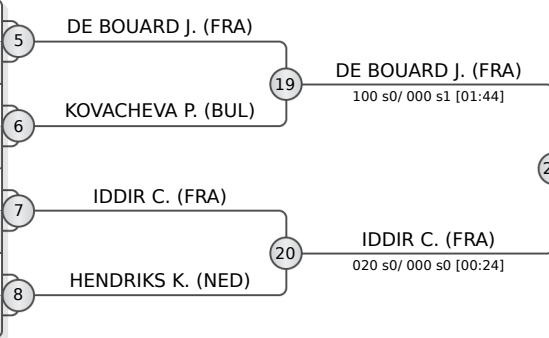 5
DE BOUARD J. (FRA)
19
DE BOUARD J. (FRA)
100 s0/ 000 s1 [01:44]
6
KOVACHEVA P. (BUL)
7
IDDIR C. (FRA)
20
IDDIR C. (FRA)
020 s0/ 000 s0 [00:24]
8
HENDRIKS K. (NED)